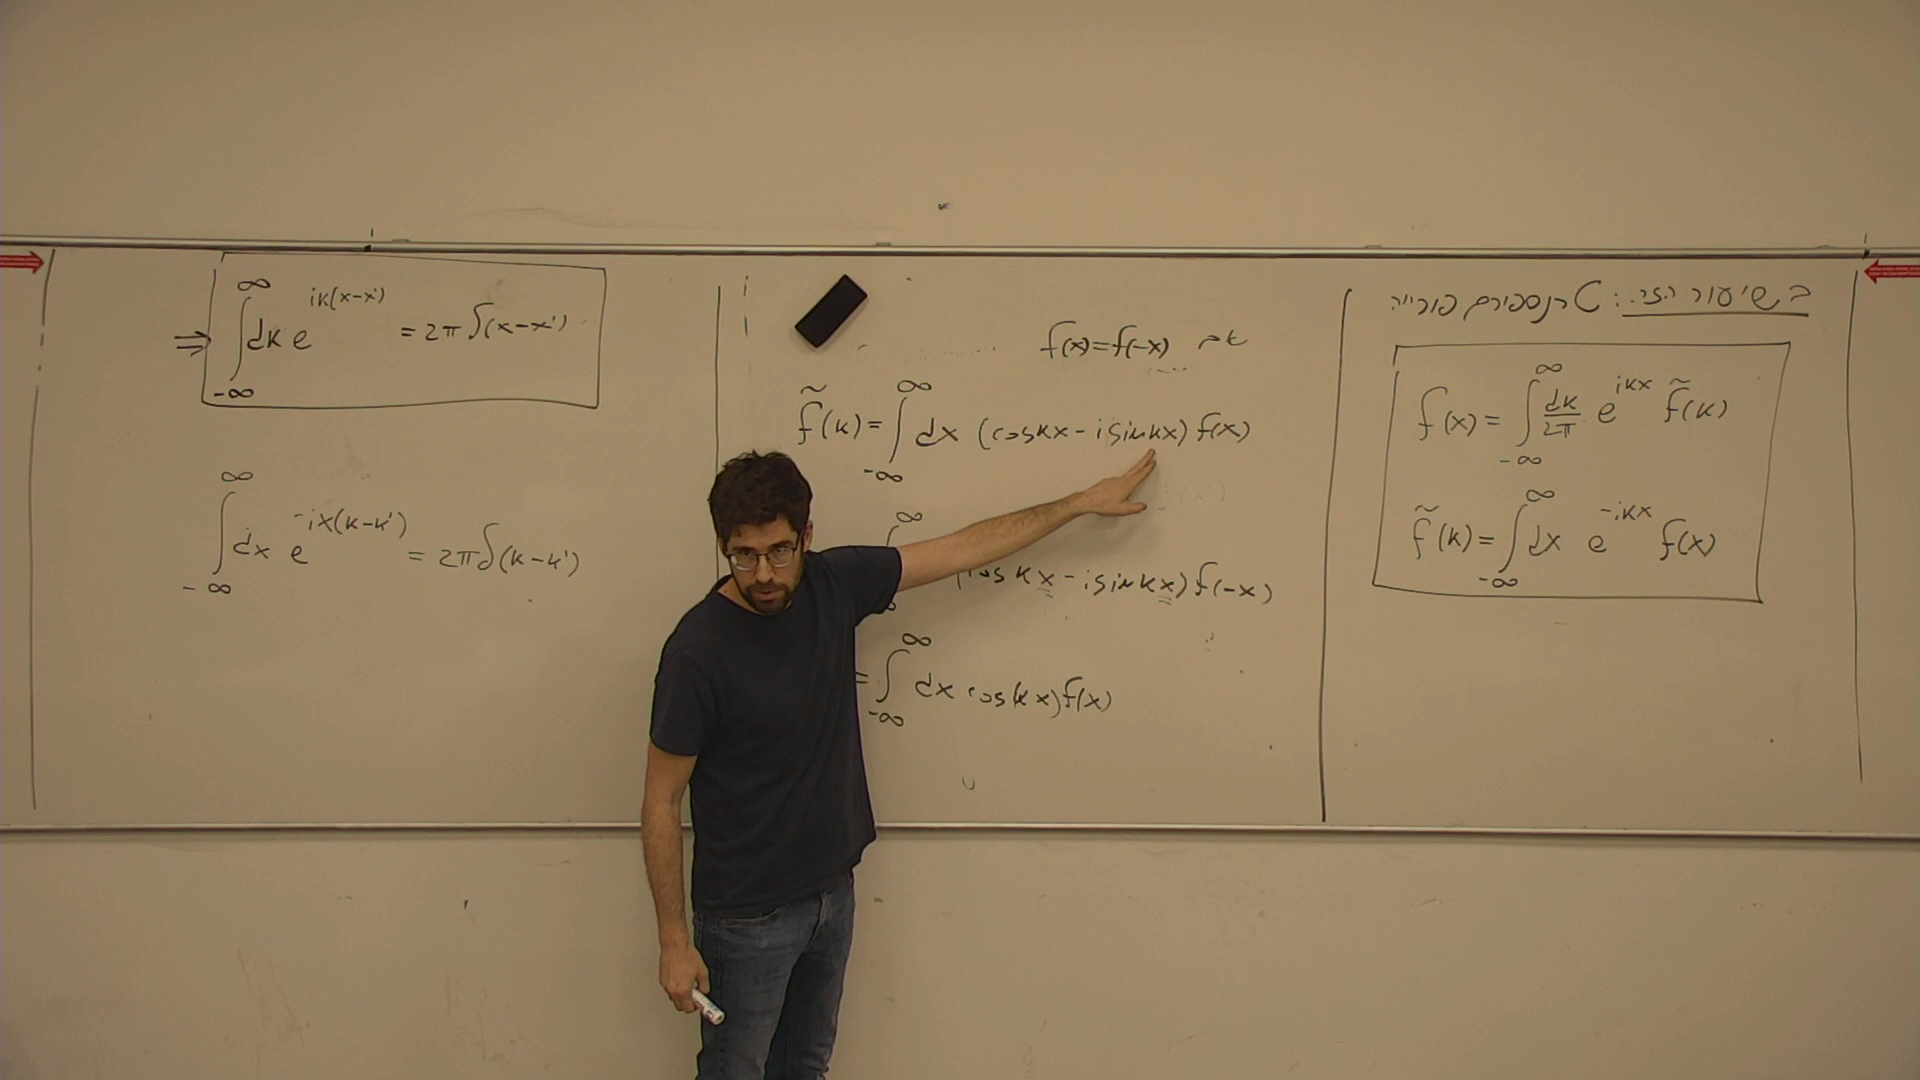 בשיעור הזה: טרנספורם פורייה
f(x) = ∫_{-∞}^{∞} dk/2π e^{ikx} f̃(k)
f̃(k) = ∫_{-∞}^{∞} dx e^{-ikx} f(x)
אם f(x)=f(-x)
f̃(k) = ∫_{-∞}^{∞} dx (cos kx - i sin kx) f(x)
∞
(cos kx - i sin kx) f(-x)
= ∫_{-∞}^{∞} dx cos(kx) f(x)
⇒ ∫_{-∞}^{∞} dk e^{ik(x-x')} = 2π δ(x-x')
∫_{-∞}^{∞} dx e^{-ix(k-k')} = 2π δ(k-k')